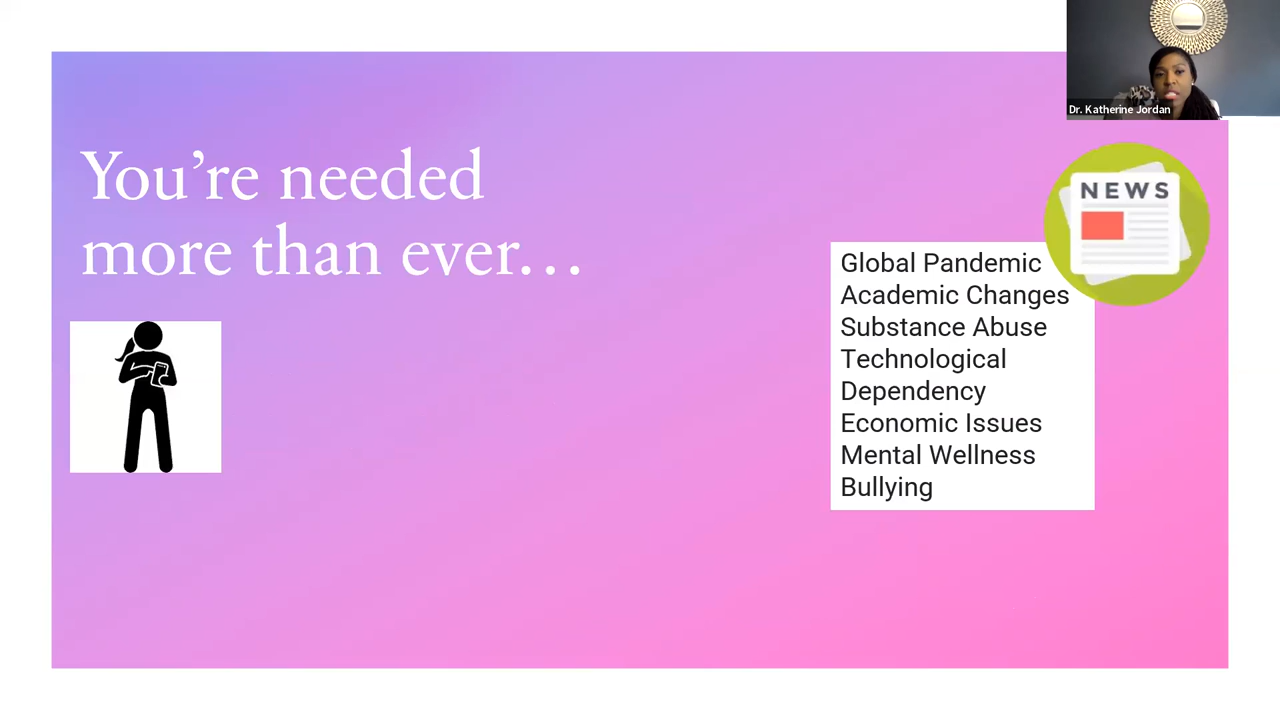 Dr. Katherine Jordan
You're needed
more than ever...
NEWS
Global Pandemic
Academic Changes
Substance Abuse
Technological
Dependency
Economic Issues
Mental Wellness
Bullying